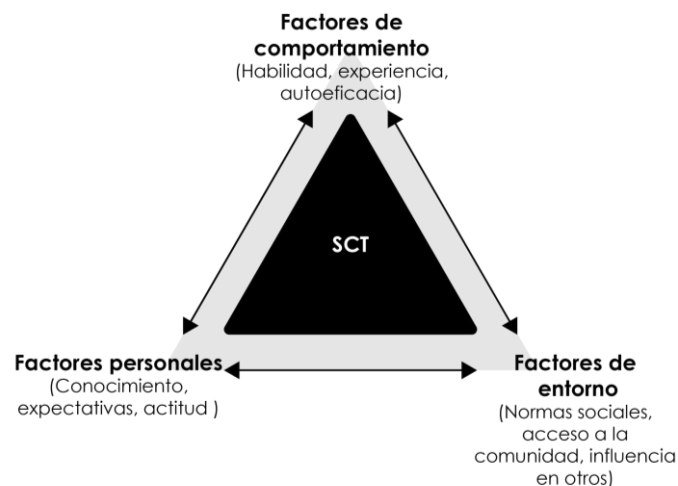 Factores de
comportamiento
(Habilidad, experiencia,
autoeficacia)
SCT
Factores personales
(Conocimiento,
expectativas, actitud )
Factores de
entorno
(Normas sociales,
acceso a la
comunidad, influencia
en otros)